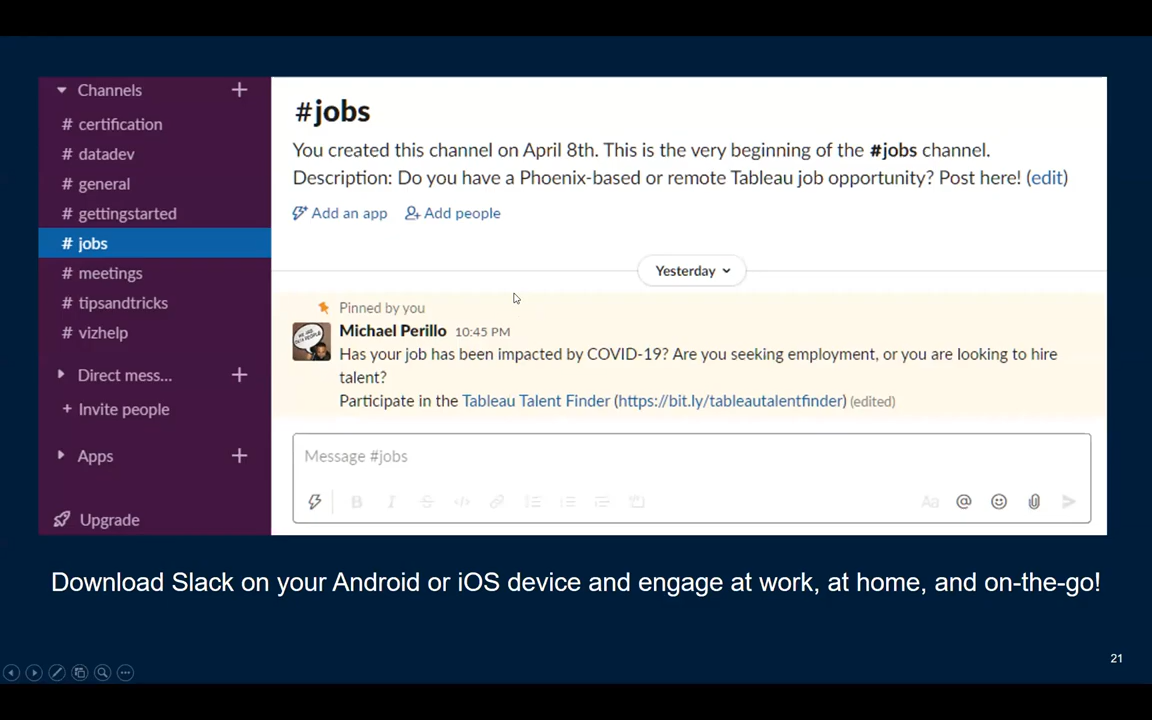 Channels +
# certification
# datadev
# general
# gettingstarted
# jobs
# meetings
# tipsandtricks
# vizhelp
Direct mess... +
+ Invite people
Apps +
Upgrade
#jobs
You created this channel on April 8th. This is the very beginning of the #jobs channel.
Description: Do you have a Phoenix-based or remote Tableau job opportunity? Post here! (edit)
Add an app Add people
Yesterday
Pinned by you
Michael Perillo 10:45 PM
Has your job has been impacted by COVID-19? Are you seeking employment, or you are looking to hire
talent?
Participate in the Tableau Talent Finder (https://bit.ly/tableautalentfinder) (edited)
Message #jobs
B I S </> Aa @
Download Slack on your Android or iOS device and engage at work, at home, and on-the-go!
21